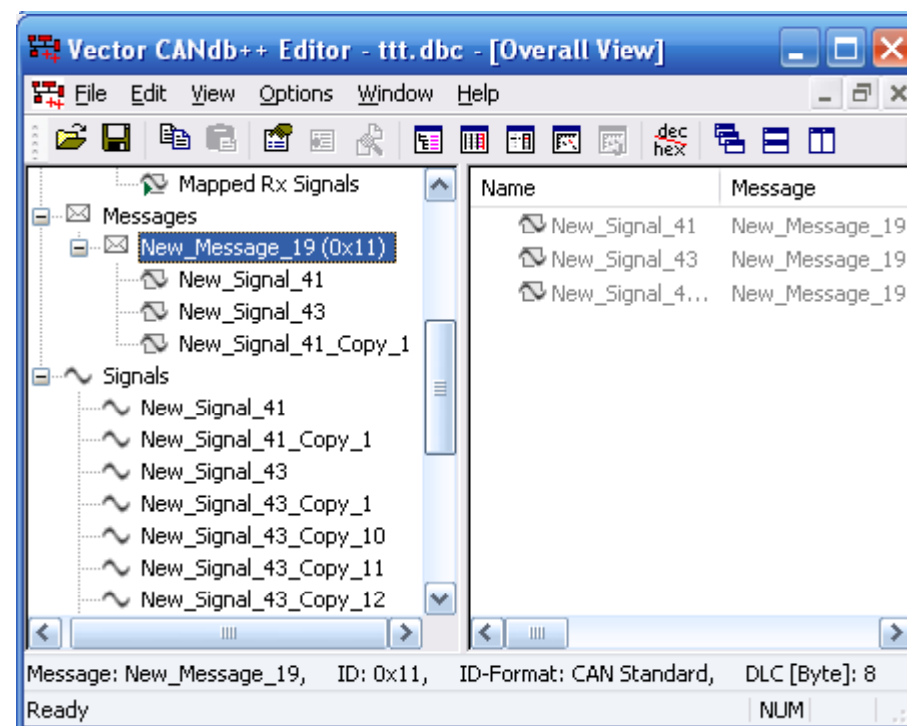 Vector CANdb++ Editor - ttt.dbc - [Overall View]
File Edit View Options Window Help
dec
hex
Mapped Rx Signals
Messages
New_Message_19 (0x11)
New_Signal_41
New_Signal_43
New_Signal_41_Copy_1
Signals
New_Signal_41
New_Signal_41_Copy_1
New_Signal_43
New_Signal_43_Copy_1
New_Signal_43_Copy_10
New_Signal_43_Copy_11
New_Signal_43_Copy_12
Name Message
New_Signal_41 New_Message_19
New_Signal_43 New_Message_19
New_Signal_4... New_Message_19
Message: New_Message_19, ID: 0x11, ID-Format: CAN Standard, DLC [Byte]: 8
Ready NUM